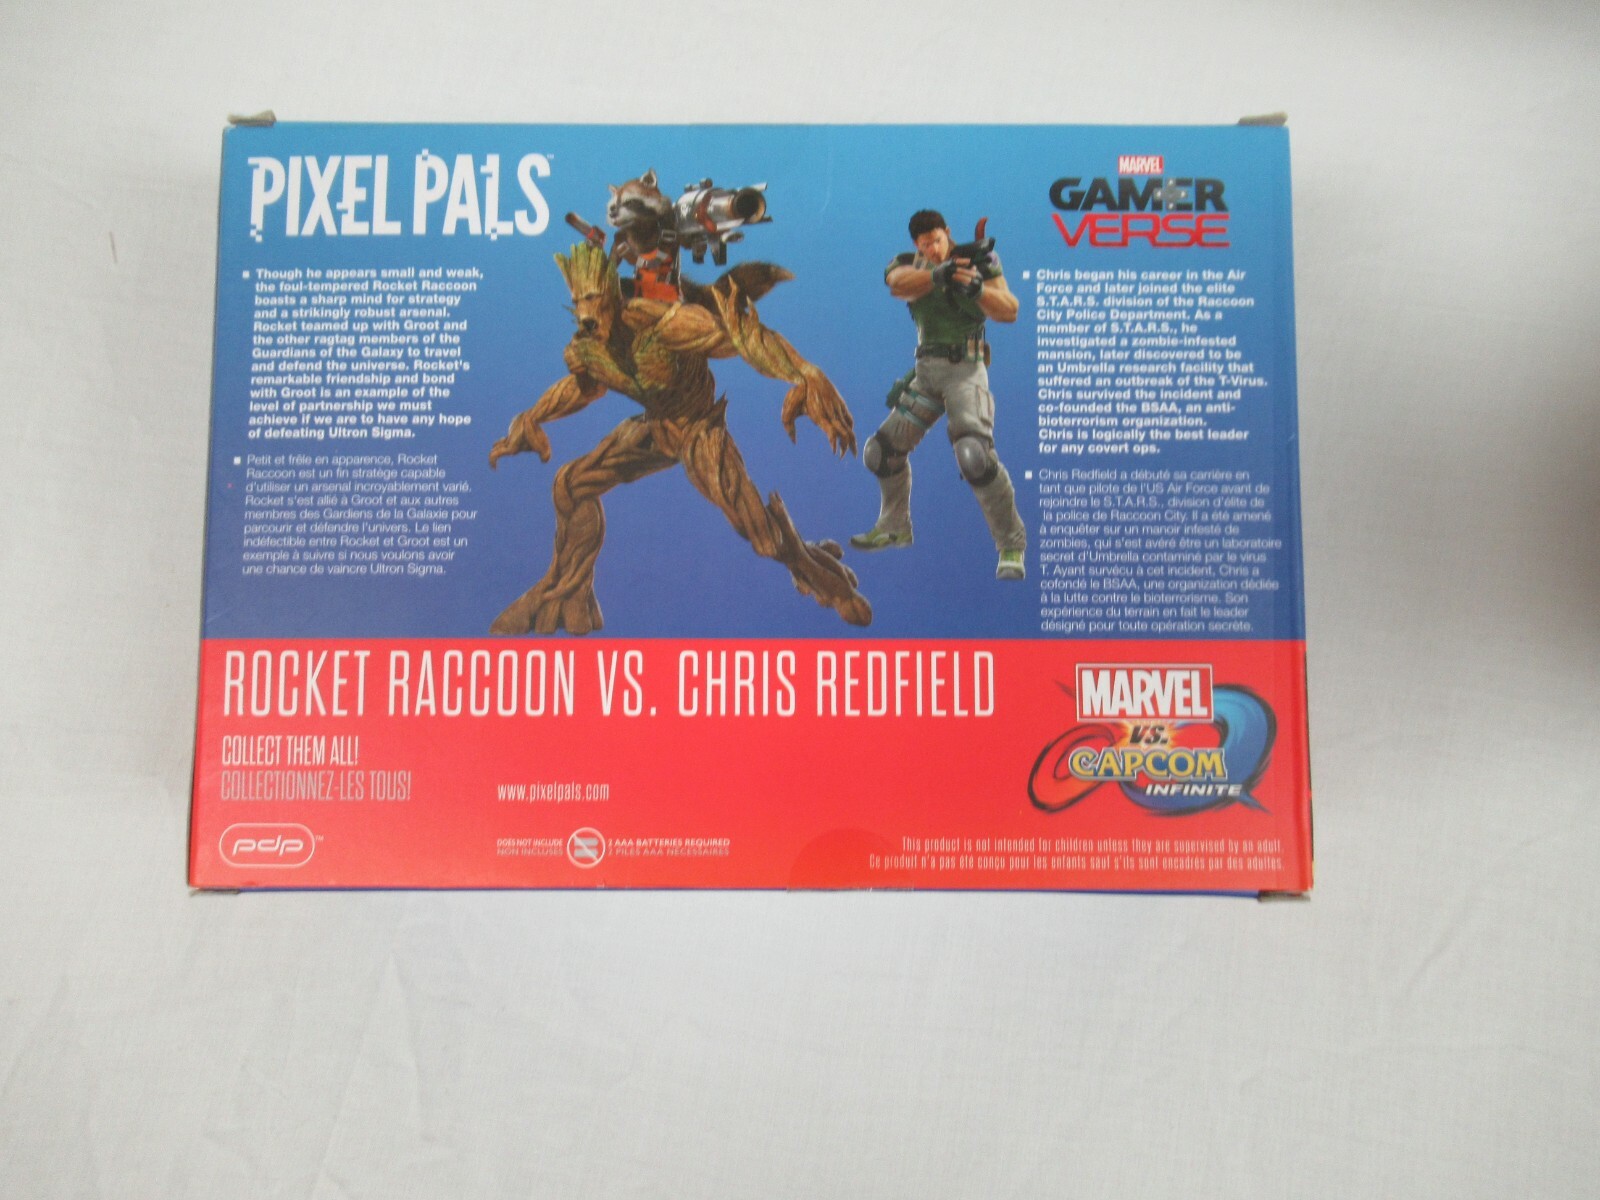 PIXEL PALS™
Though he appears small and weak,
the foul-tempered Rocket Raccoon
boasts a sharp mind for strategy
and a strikingly robust arsenal.
Rocket teamed up with Groot and
the other ragtag members of the
Guardians of the Galaxy to travel
and defend the universe. Rocket's
remarkable friendship and bond
with Groot is an example of the
level of partnership we must
achieve if we are to have any hope
of defeating Ultron Sigma.
Petit et frêle en apparence, Rocket
Raccoon est un fin stratège capable
d'utiliser un arsenal incroyablement varié.
Rocket s'est allié à Groot et aux autres
membres des Gardiens de la Galaxie pour
parcourir et défendre l'univers. Le lien
indéfectible entre Rocket et Groot est un
exemple à suivre si nous voulons avoir
une chance de vaincre Ultron Sigma.
MARVEL
GAMER
VERSE
Chris began his career in the Air
Force and later joined the elite
S.T.A.R.S. division of the Raccoon
City Police Department. As a
member of S.T.A.R.S., he
investigated a zombie-infested
mansion, later discovered to be
an Umbrella research facility that
suffered an outbreak of the T-Virus.
Chris survived the incident and
co-founded the BSAA, an anti-
bioterrorism organization.
Chris is logically the best leader
for any covert ops.
Chris Redfield a débuté sa carrière en
tant que pilote de l'US Air Force avant de
rejoindre le S.T.A.R.S., division d'élite de
la police de Raccoon City. Il a été amené
à enquêter sur un manoir infesté de
zombies, qui s'est avéré être un laboratoire
secret d'Umbrella contaminé par le virus
T. Ayant survécu à cet incident, Chris a
cofondé le BSAA, une organization dédiée
à la lutte contre le bioterrorisme. Son
expérience du terrain en fait le leader
désigné pour toute opération secrète.
ROCKET RACCOON VS. CHRIS REDFIELD
COLLECT THEM ALL!
COLLECTIONNEZ-LES TOUS!
www.pixelpals.com
MARVEL
VS.
CAPCOM
INFINITE
pdp™
DOES NOT INCLUDE
NON INCLUSES
AAA BATTERIES REQUIRED
PILES AAA NÉCESSAIRES
This product is not intended for children unless they are supervised by an adult.
Ce produit n'a pas été conçu pour les enfants sauf s'ils sont encadrés par des adultes.